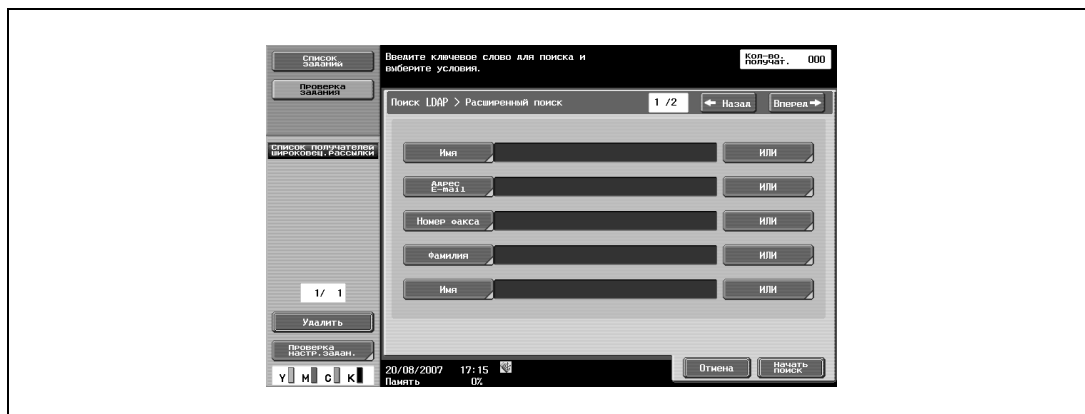 Список
заданий
Проверка
задания
Список получателей
широковещ.рассылки
1/ 1
Удалить
Проверка
настр.задан.
Y M C K
Введите ключевое слово для поиска и
выберите условия.
Кол-во.
получат. 000
Поиск LDAP > Расширенный поиск 1 /2 Назад Вперед
Имя ИЛИ
Адрес
E-mail ИЛИ
Номер факса ИЛИ
Фамилия ИЛИ
Имя ИЛИ
20/08/2007 17:15
Память 0%
Отмена
Начать
поиск